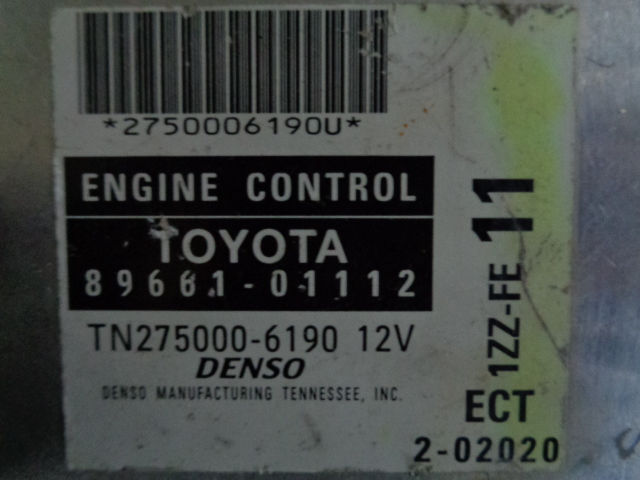 *2750006190U*
ENGINE CONTROL
TOYOTA
89661-01112
TN275000-6190 12V
DENSO
DENSO MANUFACTURING TENNESSEE, INC.
1ZZ-FE 11
ECT
2-02020